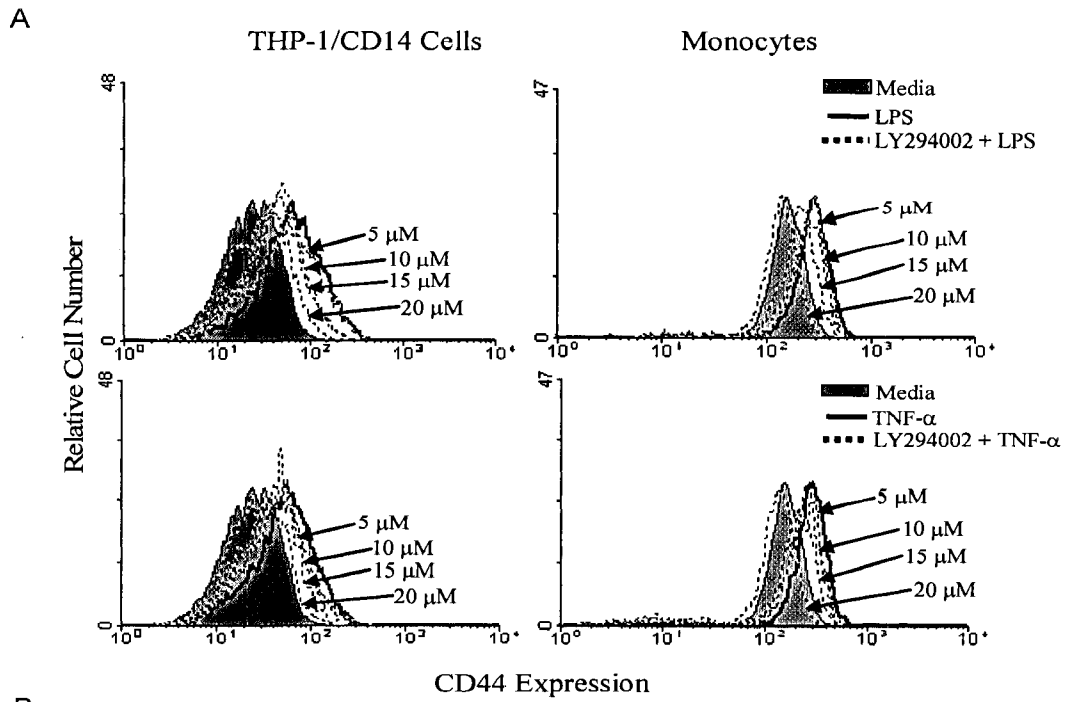 A
THP-1/CD14 Cells
Monocytes
Relative Cell Number
48
0
5 µM
10 µM
15 µM
20 µM
10⁰ 10¹ 10² 10³ 10⁴
47
0
Media
LPS
LY294002 + LPS
5 µM
10 µM
15 µM
20 µM
10⁰ 10¹ 10² 10³ 10⁴
48
0
5 µM
10 µM
15 µM
20 µM
10⁰ 10¹ 10² 10³ 10⁴
47
0
Media
TNF-α
LY294002 + TNF-α
5 µM
10 µM
15 µM
20 µM
10⁰ 10¹ 10² 10³ 10⁴
CD44 Expression